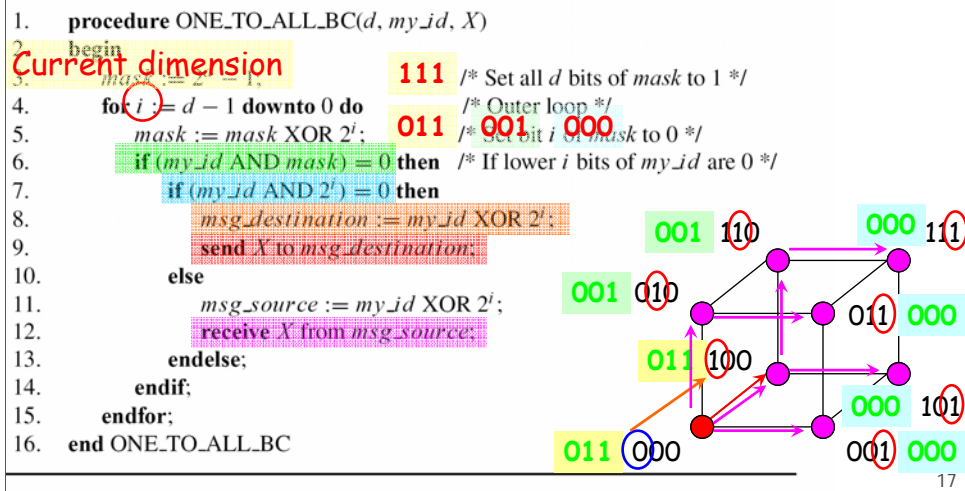 1. procedure ONE_TO_ALL_BC(d, my_id, X)
2. begin
Current dimension
3. mask := 2 − 1; 111 /* Set all d bits of mask to 1 */
4. for i := d − 1 downto 0 do /* Outer loop */
5. mask := mask XOR 2^i; 011 001 000 /* Set bit i of mask to 0 */
6. if (my_id AND mask) = 0 then /* If lower i bits of my_id are 0 */
7. if (my_id AND 2^i) = 0 then
8. msg_destination := my_id XOR 2^i;
9. send X to msg_destination;
10. else
11. msg_source := my_id XOR 2^i;
12. receive X from msg_source;
13. endelse;
14. endif;
15. endfor;
16. end ONE_TO_ALL_BC
001 110 000 111
001 010 011 000
011 100
000 101
011 000 001 000
17